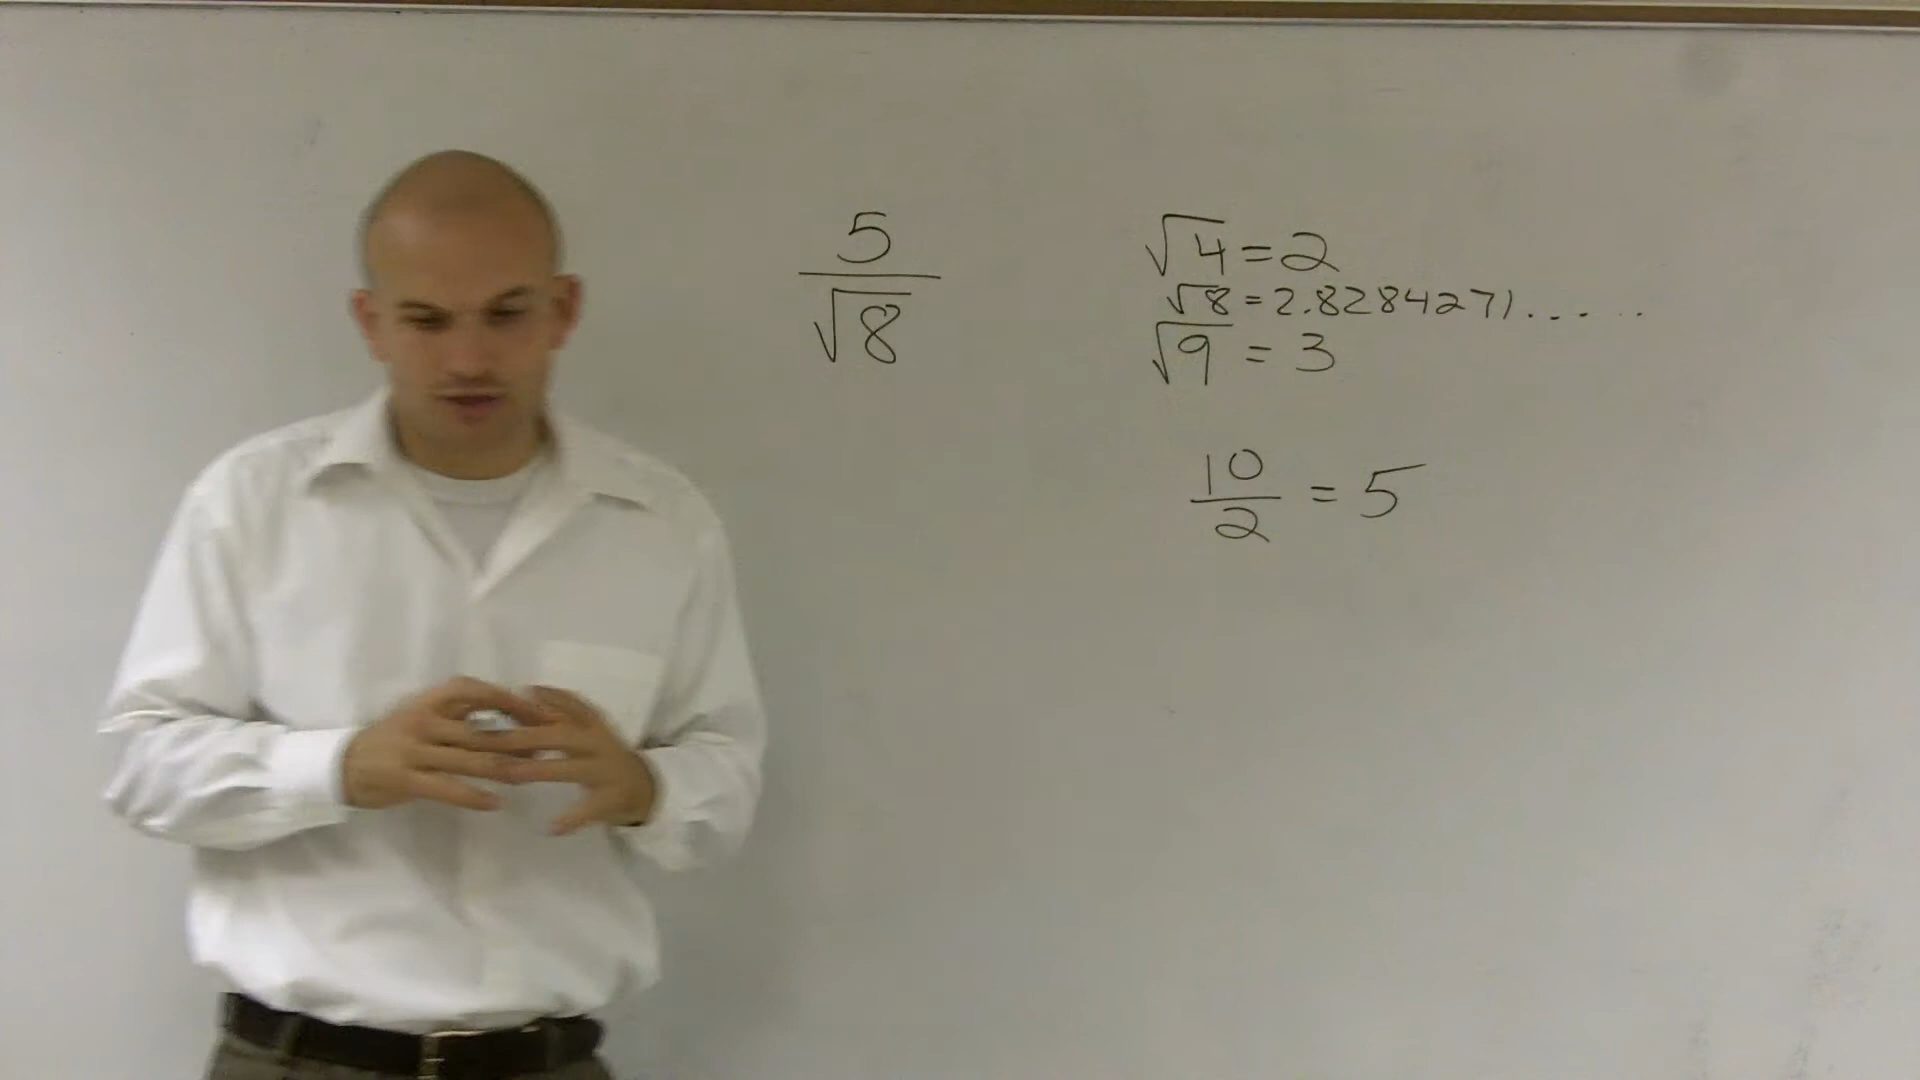 5
√8
√4 = 2
√8 = 2.8284271.... ..
√9 = 3
10
2
= 5